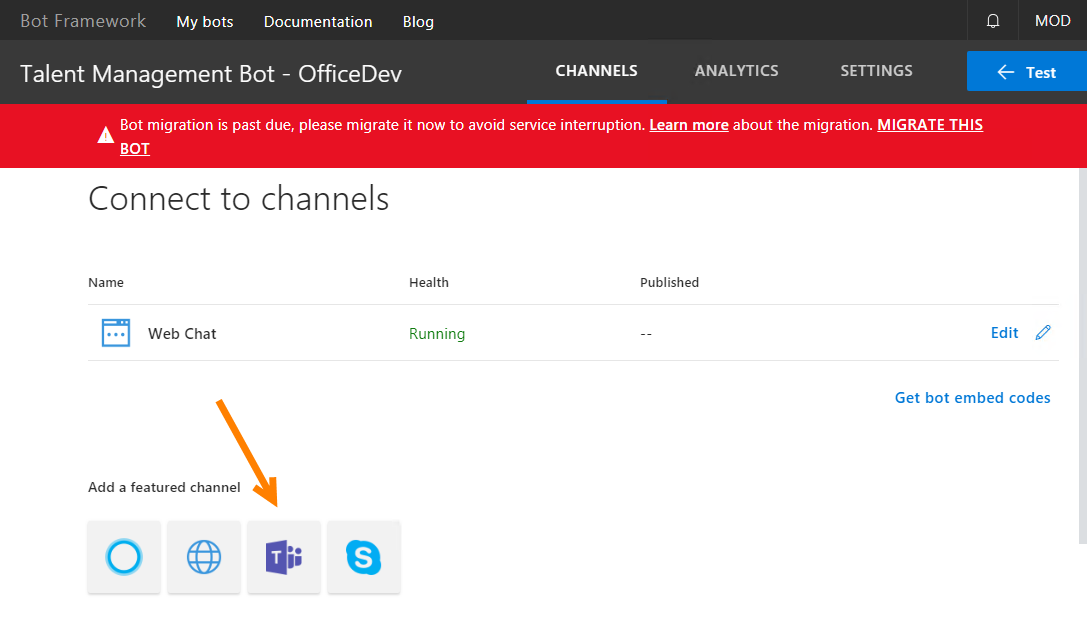 Bot Framework My bots Documentation Blog MOD
Talent Management Bot - OfficeDev CHANNELS ANALYTICS SETTINGS Test
Bot migration is past due, please migrate it now to avoid service interruption. Learn more about the migration. MIGRATE THIS
BOT
Connect to channels
Name Health Published
Web Chat Running -- Edit
Get bot embed codes
Add a featured channel
T S